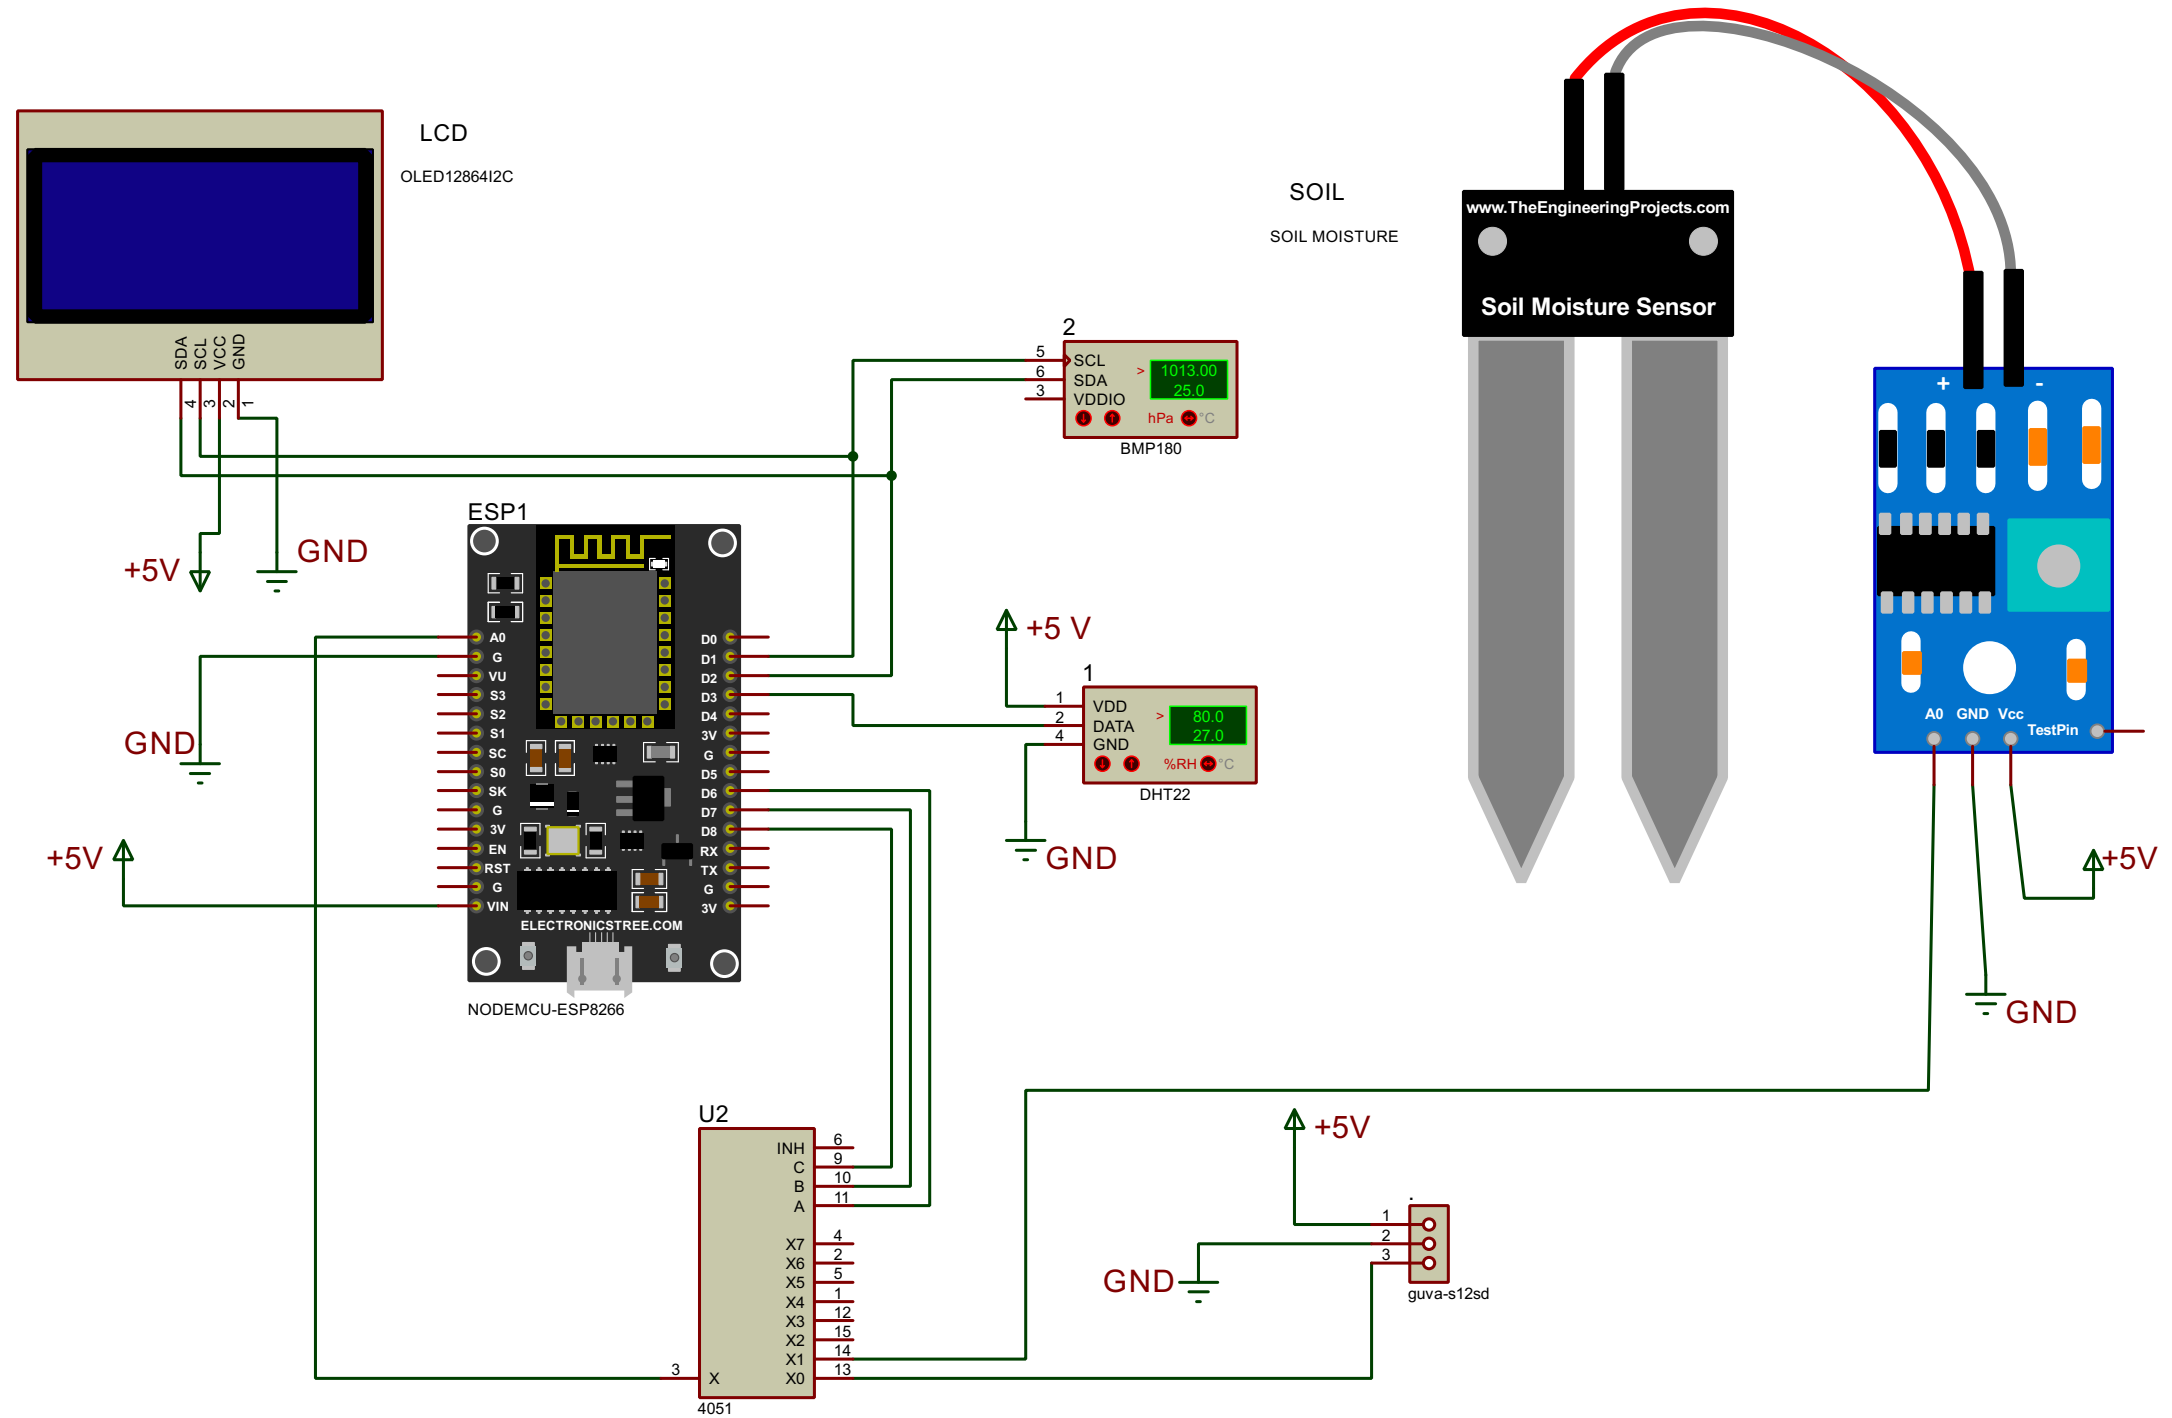 LCD
OLED12864I2C
SDA
SCL
VCC
GND
4
3
2
1
+5V
GND
SOIL
SOIL MOISTURE
www.TheEngineeringProjects.com
Soil Moisture Sensor
+ -
A0 GND Vcc
TestPin
+5V
GND
2
5 SCL
6 SDA
3 VDDIO
> 1013.00
25.0
hPa °C
BMP180
+5 V
1
1 VDD
2 DATA
4 GND
> 80.0
27.0
%RH °C
DHT22
GND
ESP1
A0 D0
G D1
VU D2
S3 D3
S2 D4
S1 3V
SC G
S0 D5
SK D6
G D7
3V D8
EN RX
RST TX
G G
VIN 3V
ELECTRONICSTREE.COM
NODEMCU-ESP8266
GND
+5V
U2
INH 6
C 9
B 10
A 11
X7 4
X6 2
X5 5
X4 1
X3 12
X2 15
X1 14
3 X X0 13
4051
+5V
GND
.
1
2
3
guva-s12sd